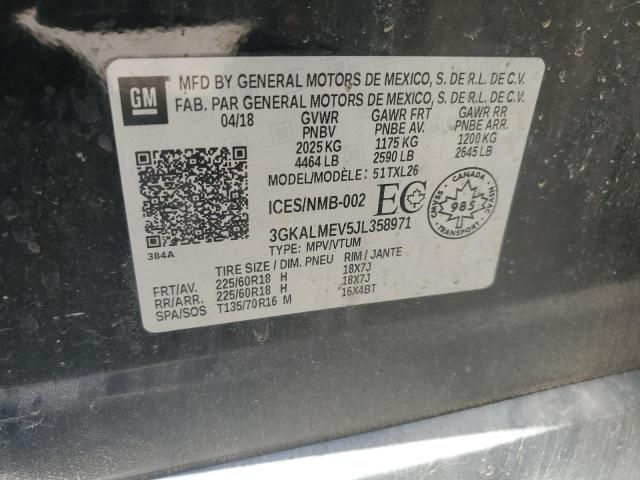 GM
MFD BY GENERAL MOTORS DE MEXICO, S. DE R.L. DE C.V.
FAB. PAR GENERAL MOTORS DE MEXICO, S. DE R.L. DE C.V.
04/18 GVWR GAWR FRT GAWR RR
PNBV PNBE AV. PNBE ARR.
2025 KG 1175 KG 1200 KG
4464 LB 2590 LB 2645 LB
MODEL/MODÈLE: 51TXL26
ICES/NMB-002 EC
CANADA
CMVSS 985 NSVAC
TRANSPORT
3GKALMEV5JL358971
384A
TYPE: MPV/VTUM
TIRE SIZE / DIM. PNEU RIM / JANTE
FRT/AV. 225/60R18 H 18X7J
RR/ARR. 225/60R18 H 18X7J
SPA/SOS T135/70R16 M 16X4BT